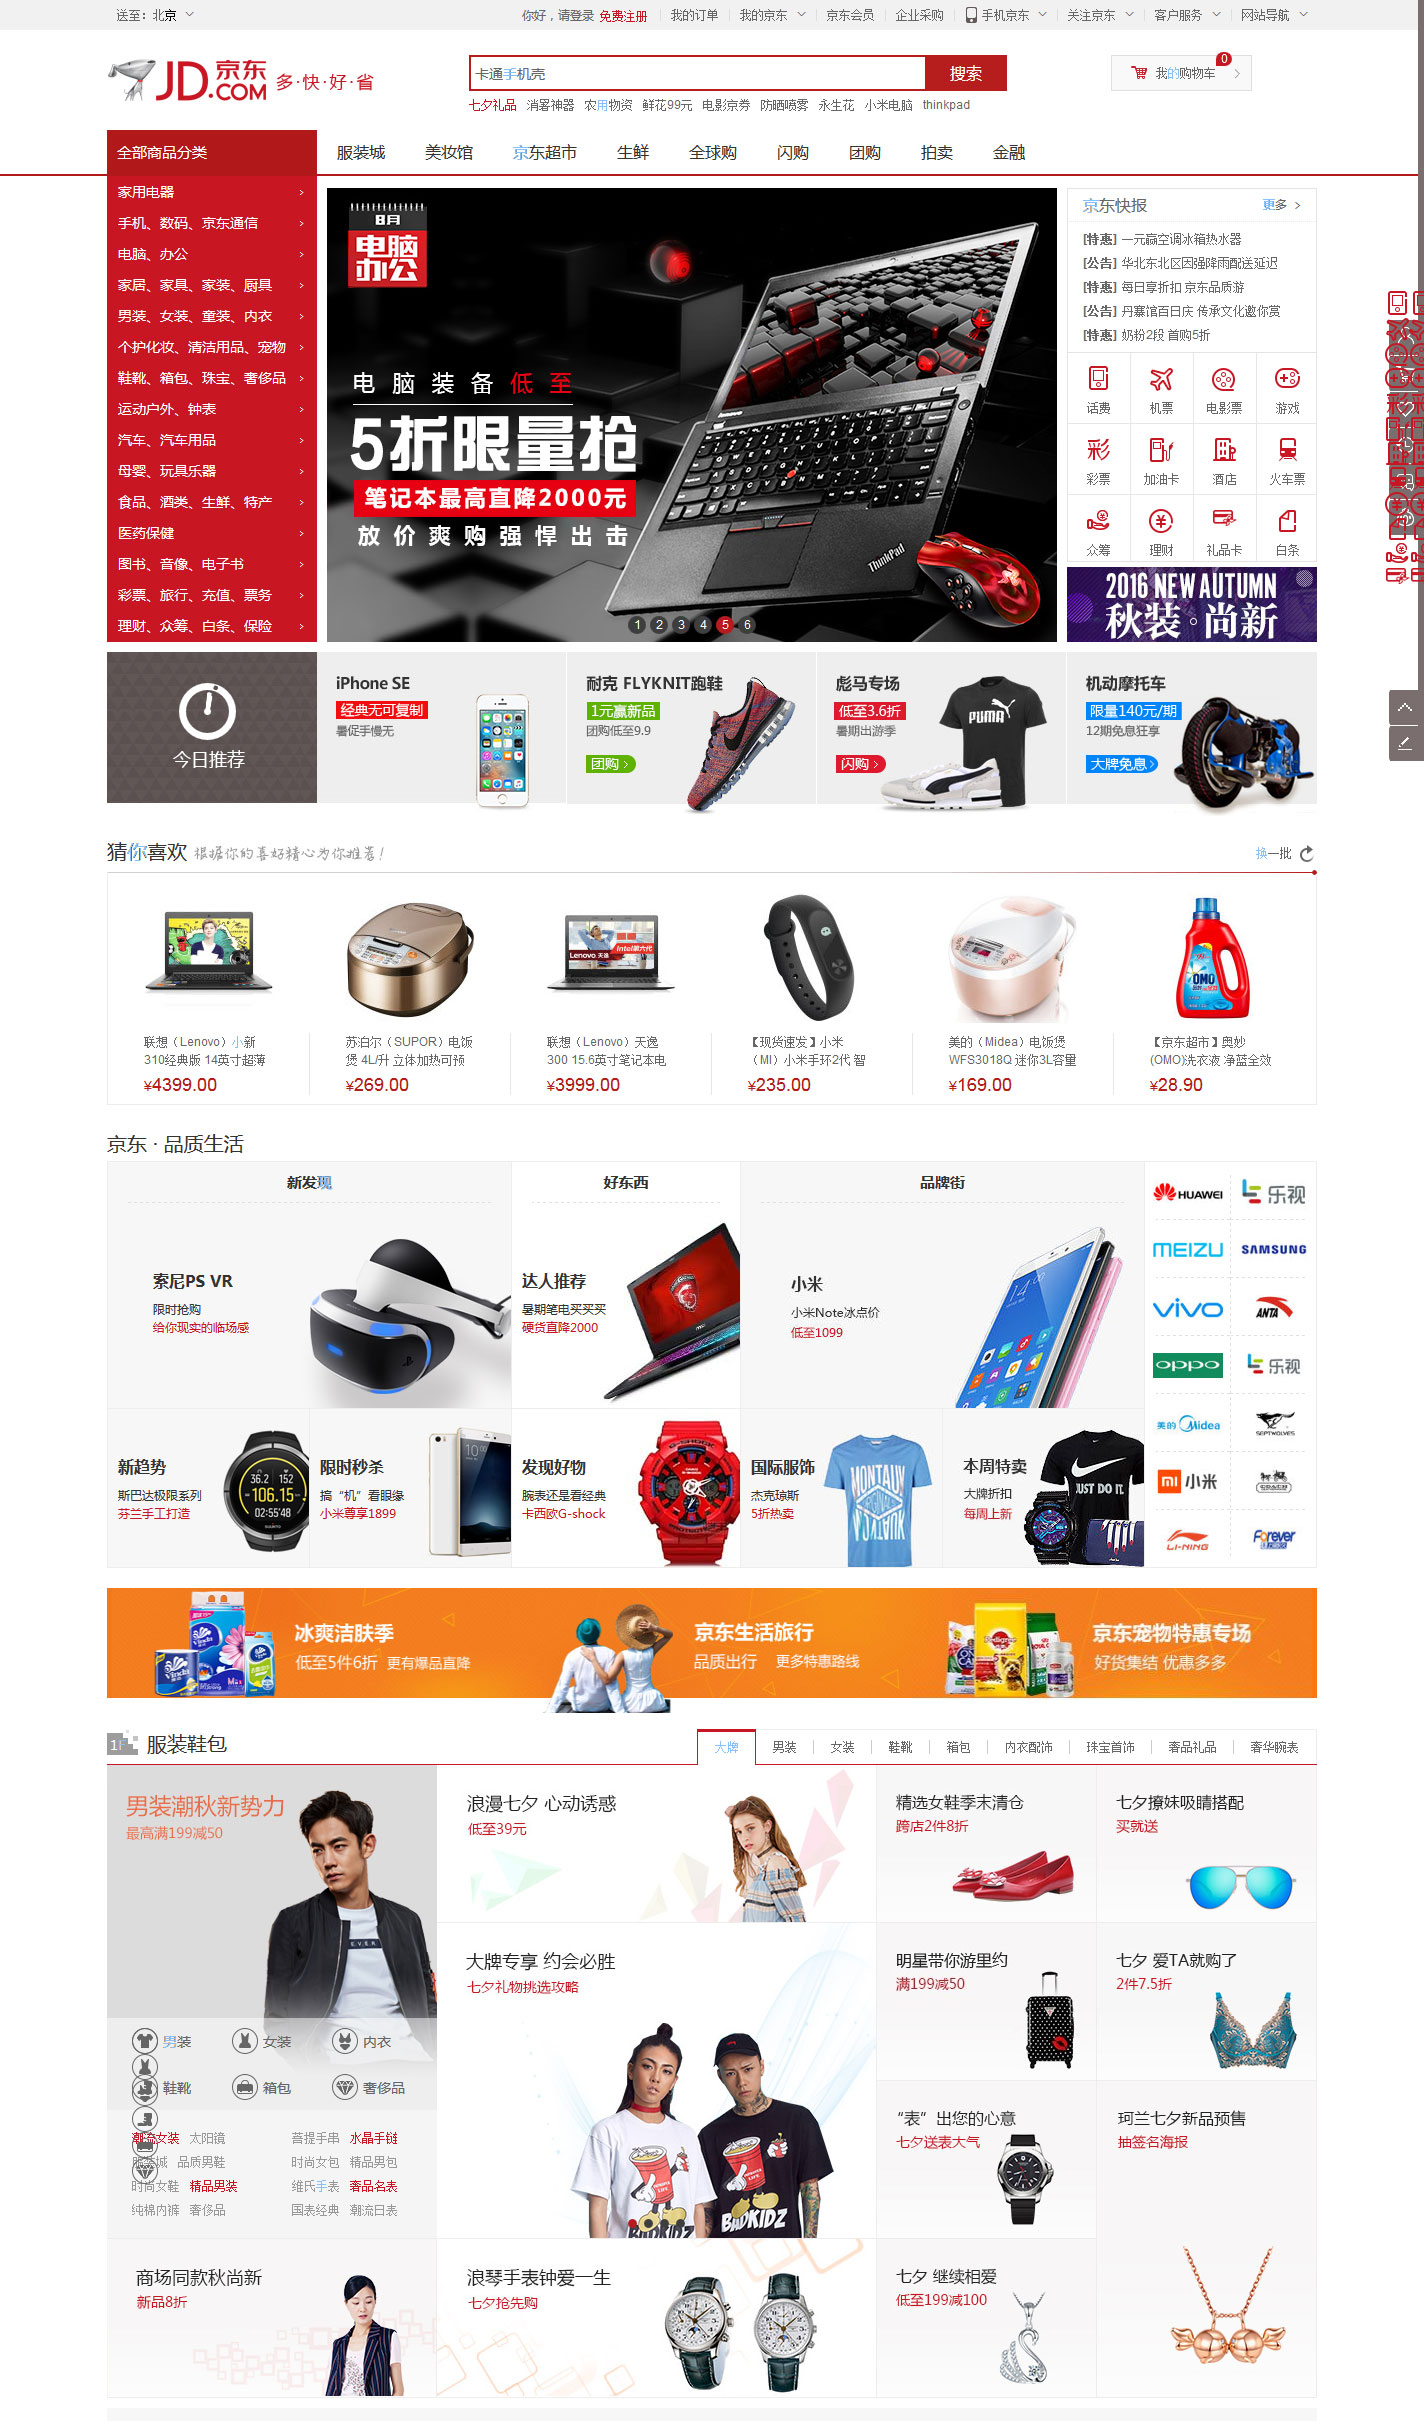 送至：北京
你好，请登录 免费注册 我的订单 我的京东 京东会员 企业采购 手机京东 关注京东 客户服务 网站导航
JD.COM 京东 多·快·好·省
卡通手机壳 搜索
我的购物车 0
七夕礼品 消署神器 农用物资 鲜花99元 电影京券 防晒喷雾 永生花 小米电脑 thinkpad
全部商品分类 服装城 美妆馆 京东超市 生鲜 全球购 闪购 团购 拍卖 金融
家用电器
手机、数码、京东通信
电脑、办公
家居、家具、家装、厨具
男装、女装、童装、内衣
个护化妆、清洁用品、宠物
鞋靴、箱包、珠宝、奢侈品
运动户外、钟表
汽车、汽车用品
母婴、玩具乐器
食品、酒类、生鲜、特产
医药保健
图书、音像、电子书
彩票、旅行、充值、票务
理财、众筹、白条、保险
8月
电脑
办公
电脑装备低至
5折限量抢
笔记本最高直降2000元
放价爽购强悍出击
lenovo
ThinkPad
1 2 3 4 5 6
京东快报 更多 >
[特惠] 一元赢空调冰箱热水器
[公告] 华北东北区因强降雨配送延迟
[特惠] 每日享折扣 京东品质游
[公告] 丹寨馆百日庆 传承文化邀你赏
[特惠] 奶粉2段 首购5折
话费 机票 电影票 游戏
彩
彩票 加油卡 酒店 火车票
众筹 理财 礼品卡 白条
2016 NEW AUTUMN
秋装。尚新
今日推荐
iPhone SE
经典无可复制
暑促手慢无
耐克 FLYKNIT跑鞋
1元赢新品
团购低至9.9
团购 >
彪马专场
低至3.6折
暑期出游季
闪购 >
PUMA
机动摩托车
限量140元/期
12期免息狂享
大牌免息 >
猜你喜欢 根据你的喜好精心为你推荐！ 换一批
Lenovo 天逸
Intel第六代
OMO
联想（Lenovo）小新
310经典版 14英寸超薄
¥4399.00
苏泊尔（SUPOR）电饭
煲 4L/升 立体加热可预
¥269.00
联想（Lenovo）天逸
300 15.6英寸笔记本电
¥3999.00
【现货速发】小米
（MI）小米手环2代 智
¥235.00
美的（Midea）电饭煲
WFS3018Q 迷你3L容量
¥169.00
【京东超市】奥妙
(OMO)洗衣液 净蓝全效
¥28.90
京东 · 品质生活
新发现 好东西 品牌街
索尼PS VR
限时抢购
给你现实的临场感
达人推荐
暑期笔电买买买
硬货直降2000
小米
小米Note冰点价
低至1099
HUAWEI 乐视
MEIZU SAMSUNG
vivo ANTA
OPPO 乐视
美的 Midea SEPTWOLVES
小米 COACH
LI-NING Forever
新趋势
斯巴达极限系列
芬兰手工打造
36.2 152
106.15
02:55'48
SUUNTO
限时秒杀
搞“机”看眼缘
小米尊享1899
发现好物
腕表还是看经典
卡西欧G-shock
G-SHOCK
国际服饰
杰克琼斯
5折热卖
MONTAUK
本周特卖
大牌折扣
每周上新
JUST DO IT.
冰爽洁肤季
低至5件6折 更有爆品直降
Vinda
京东生活旅行
品质出行 更多特惠路线
Pedigree
京东宠物特惠专场
好货集结 优惠多多
1F 服装鞋包 大牌 男装 女装 鞋靴 箱包 内衣配饰 珠宝首饰 奢品礼品 奢华腕表
男装潮秋新势力
最高满199减50
浪漫七夕 心动诱惑
低至39元
精选女鞋季末清仓
跨店2件8折
七夕撩妹吸睛搭配
买就送
大牌专享 约会必胜
七夕礼物挑选攻略
BADKIDZ BADKIDZ
明星带你游里约
满199减50
七夕 爱TA就购了
2件7.5折
男装 女装 内衣
鞋靴 箱包 奢侈品
潮流女装 太阳镜 菩提手串 水晶手链
服装城 品质男鞋 时尚女包 精品男包
时尚女鞋 精品男装 维氏手表 奢品名表
纯棉内裤 奢侈品 国表经典 潮流日表
“表”出您的心意
七夕送表大气
珂兰七夕新品预售
抽签名海报
商场同款秋尚新
新品8折
浪琴手表钟爱一生
七夕抢先购
七夕 继续相爱
低至199减100